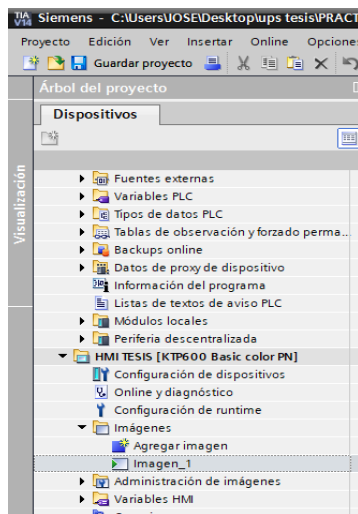 TIA V14 Siemens - C:\Users\JOSE\Desktop\ups tesis\PRACT
Proyecto Edición Ver Insertar Online Opciones
Guardar proyecto
Árbol del proyecto
Dispositivos
Visualización
Fuentes externas
Variables PLC
Tipos de datos PLC
Tablas de observación y forzado perma...
Backups online
Datos de proxy de dispositivo
Información del programa
Listas de textos de aviso PLC
Módulos locales
Periferia descentralizada
HMI TESIS [KTP600 Basic color PN]
Configuración de dispositivos
Online y diagnóstico
Configuración de runtime
Imágenes
Agregar imagen
Imagen_1
Administración de imágenes
Variables HMI